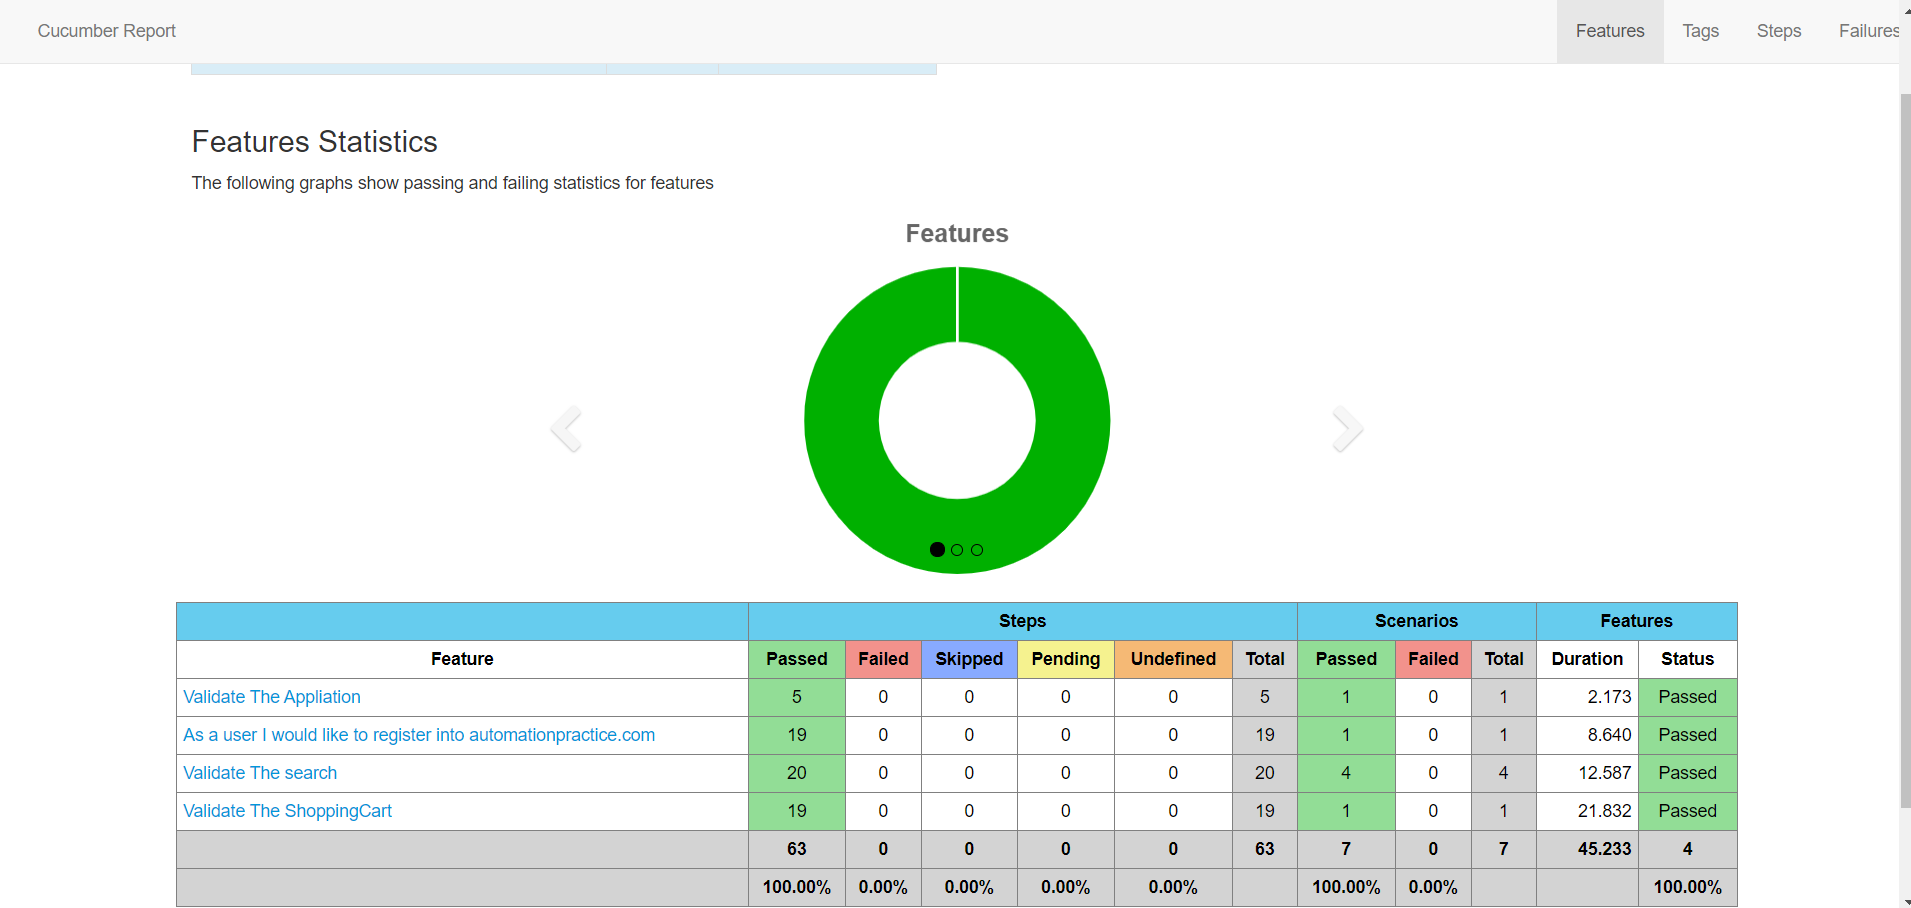 Cucumber Report Features Tags Steps Failures
Features Statistics
The following graphs show passing and failing statistics for features
Features
Steps Scenarios Features
Feature Passed Failed Skipped Pending Undefined Total Passed Failed Total Duration Status
Validate The Appliation 5 0 0 0 0 5 1 0 1 2.173 Passed
As a user I would like to register into automationpractice.com 19 0 0 0 0 19 1 0 1 8.640 Passed
Validate The search 20 0 0 0 0 20 4 0 4 12.587 Passed
Validate The ShoppingCart 19 0 0 0 0 19 1 0 1 21.832 Passed
63 0 0 0 0 63 7 0 7 45.233 4
100.00% 0.00% 0.00% 0.00% 0.00% 100.00% 0.00% 100.00%